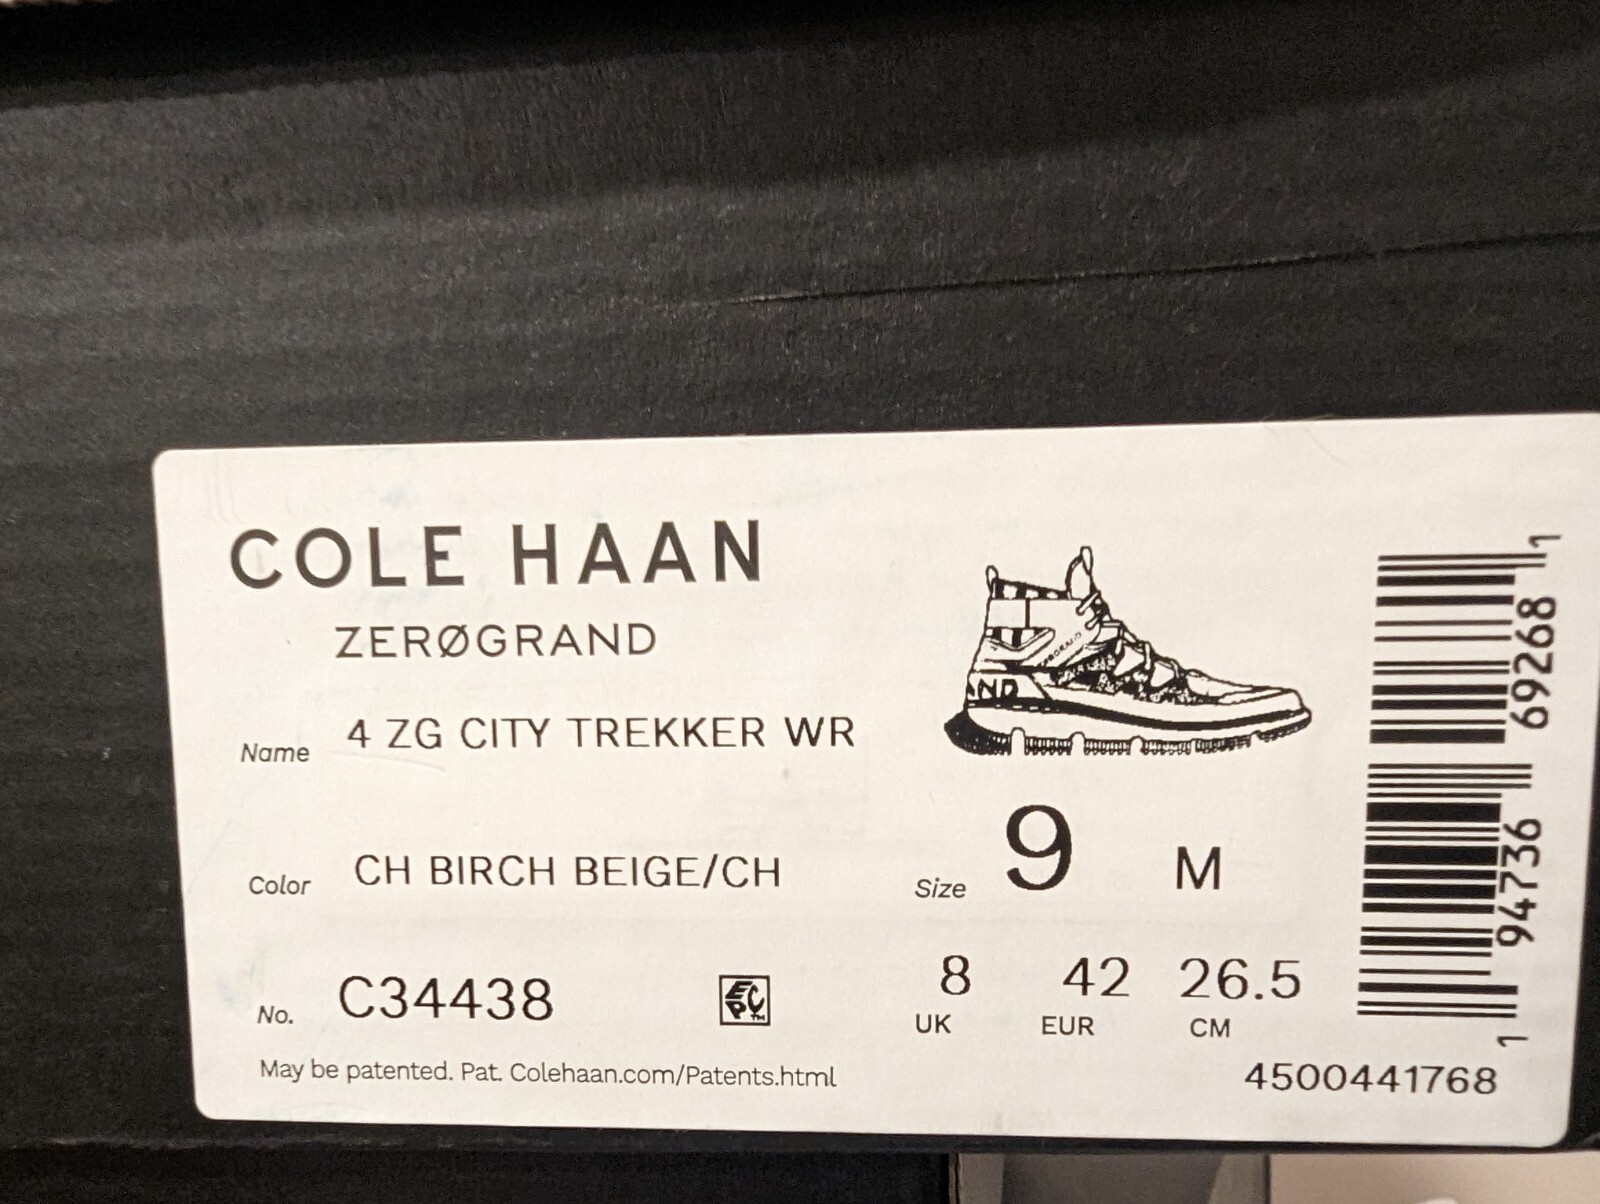 COLE HAAN
ZERØGRAND
Name 4 ZG CITY TREKKER WR
Color CH BIRCH BEIGE/CH
Size 9 M
No. C34438
EPC™
8 42 26.5
UK EUR CM
May be patented. Pat. Colehaan.com/Patents.html
4500441768
1 94736 69268 1
ND